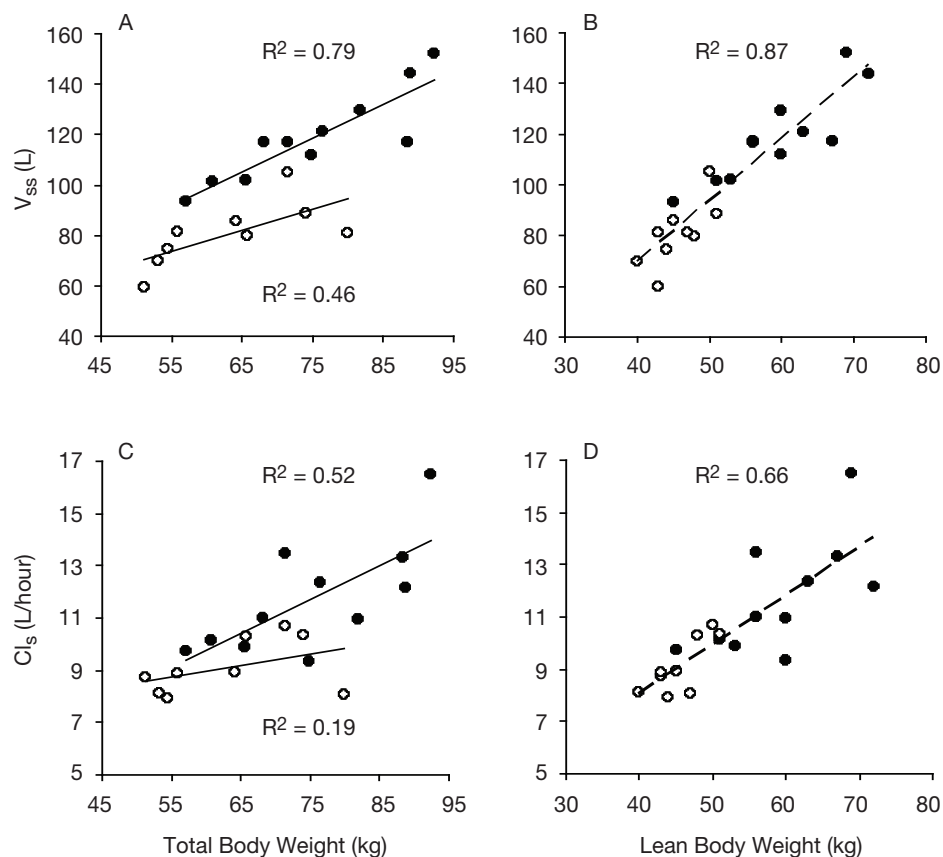 A
B
R² = 0.79
R² = 0.87
160
140
120
100
80
60
40
V_ss (L)
R² = 0.46
45 55 65 75 85 95
160
140
120
100
80
60
40
30 40 50 60 70 80
C
D
R² = 0.52
R² = 0.66
17
15
13
11
9
7
5
Cl_s (L/hour)
R² = 0.19
45 55 65 75 85 95
Total Body Weight (kg)
17
15
13
11
9
7
5
30 40 50 60 70 80
Lean Body Weight (kg)